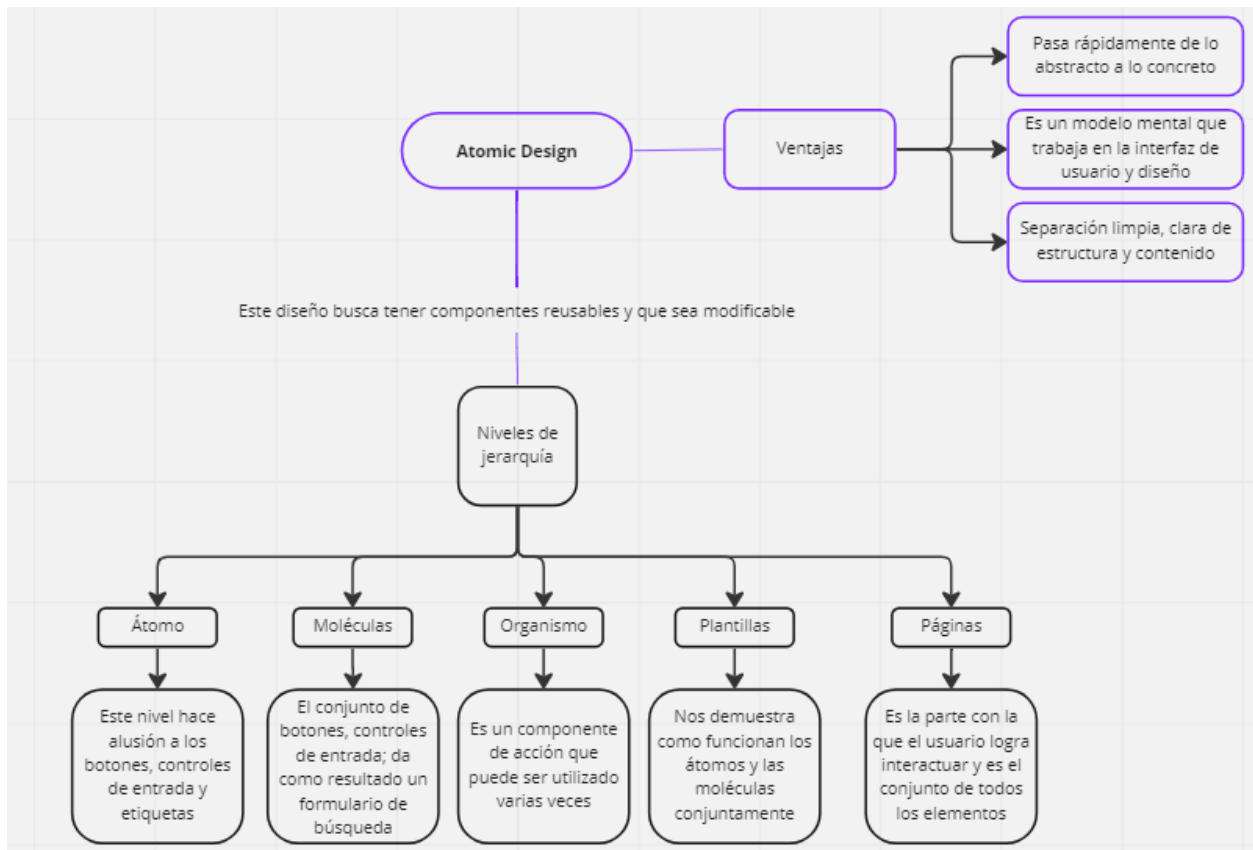 Atomic Design
Ventajas
Pasa rápidamente de lo
abstracto a lo concreto
Es un modelo mental que
trabaja en la interfaz de
usuario y diseño
Separación limpia, clara de
estructura y contenido
Este diseño busca tener componentes reusables y que sea modificable
Niveles de
jerarquía
Átomo
Moléculas
Organismo
Plantillas
Páginas
Este nivel hace
alusión a los
botones, controles
de entrada y
etiquetas
El conjunto de
botones, controles
de entrada; da
como resultado un
formulario de
búsqueda
Es un componente
de acción que
puede ser utilizado
varias veces
Nos demuestra
como funcionan los
átomos y las
moléculas
conjuntamente
Es la parte con la
que el usuario logra
interactuar y es el
conjunto de todos
los elementos